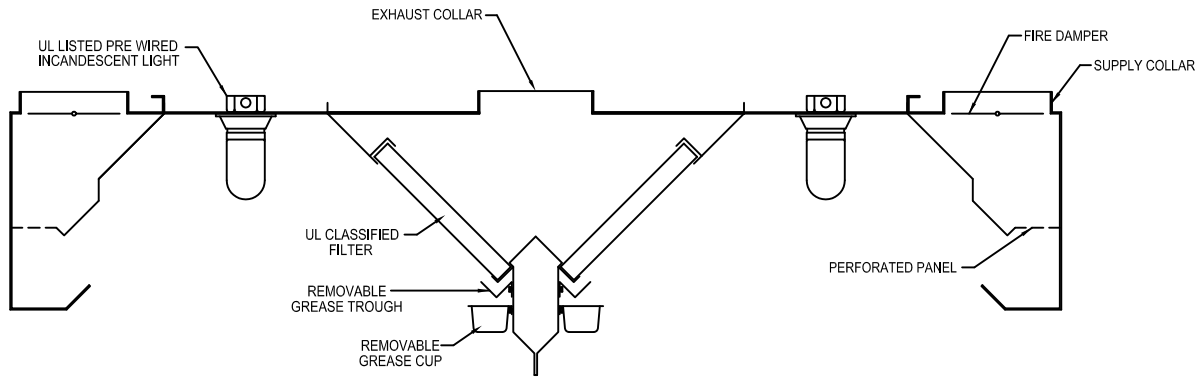 EXHAUST COLLAR
UL LISTED PRE WIRED
INCANDESCENT LIGHT
FIRE DAMPER
SUPPLY COLLAR
UL CLASSIFIED
FILTER
PERFORATED PANEL
REMOVABLE
GREASE TROUGH
REMOVABLE
GREASE CUP